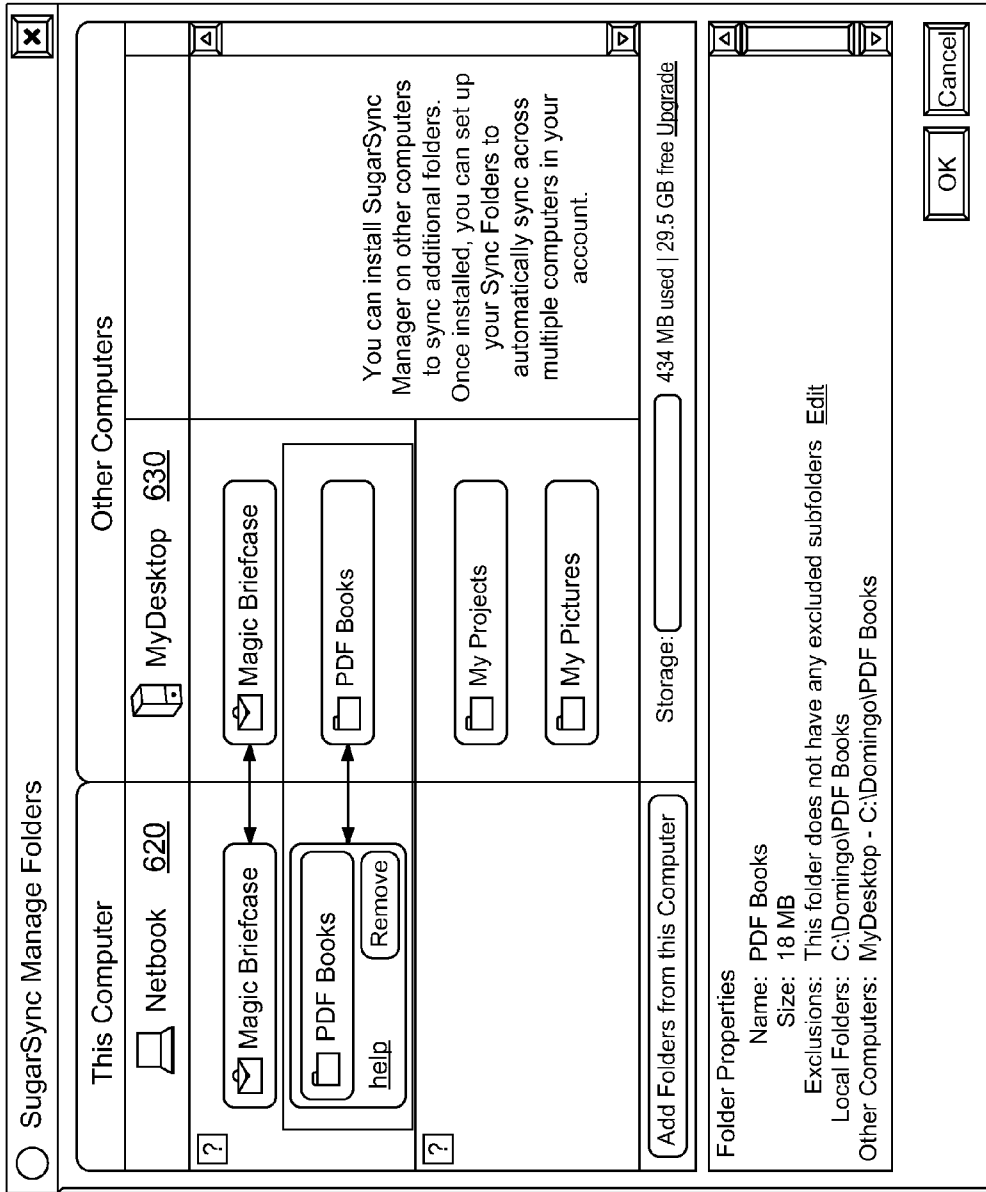 SugarSync Manage Folders
This Computer
Other Computers
Netbook 620
MyDesktop 630
?
Magic Briefcase
Magic Briefcase
PDF Books
help
Remove
PDF Books
You can install SugarSync
Manager on other computers
to sync additional folders.
Once installed, you can set up
your Sync Folders to
automatically sync across
multiple computers in your
account.
?
My Projects
My Pictures
Add Folders from this Computer
Storage: 434 MB used | 29.5 GB free Upgrade
Folder Properties
Name: PDF Books
Size: 18 MB
Exclusions: This folder does not have any excluded subfolders Edit
Local Folders: C:\Domingo\PDF Books
Other Computers: MyDesktop - C:\Domingo\PDF Books
OK
Cancel